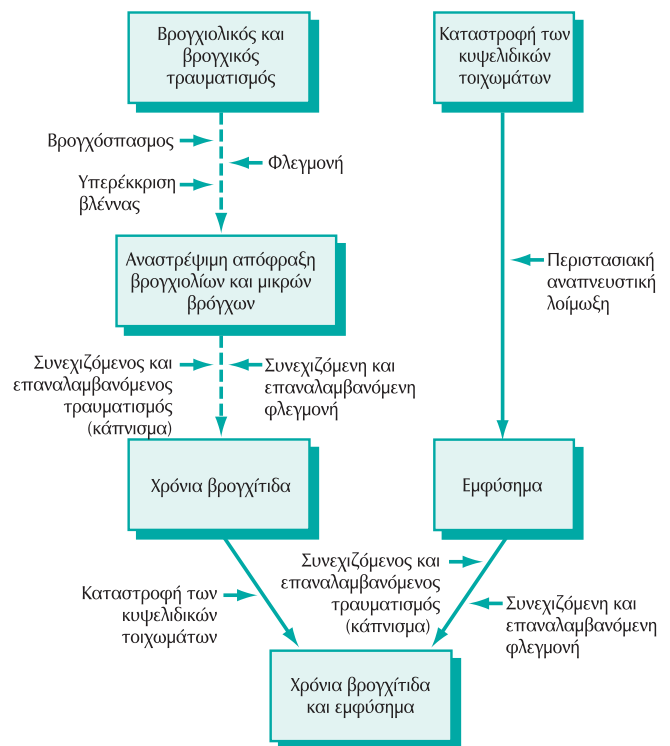 Βρογχιολικός και
βρογχικός
τραυματισμός
Καταστροφή των
κυψελιδικών
τοιχωμάτων
Βρογχόσπασμος
Φλεγμονή
Υπερέκκριση
βλέννας
Αναστρέψιμη απόφραξη
βρογχιολίων και μικρών
βρόγχων
Περιστασιακή
αναπνευστική
λοίμωξη
Συνεχιζόμενος και
επαναλαμβανόμενος
τραυματισμός
(κάπνισμα)
Συνεχιζόμενη και
επαναλαμβανόμενη
φλεγμονή
Χρόνια βρογχίτιδα
Εμφύσημα
Καταστροφή των
κυψελιδικών
τοιχωμάτων
Συνεχιζόμενος και
επαναλαμβανόμενος
τραυματισμός
(κάπνισμα)
Συνεχιζόμενη και
επαναλαμβανόμενη
φλεγμονή
Χρόνια βρογχίτιδα
και εμφύσημα